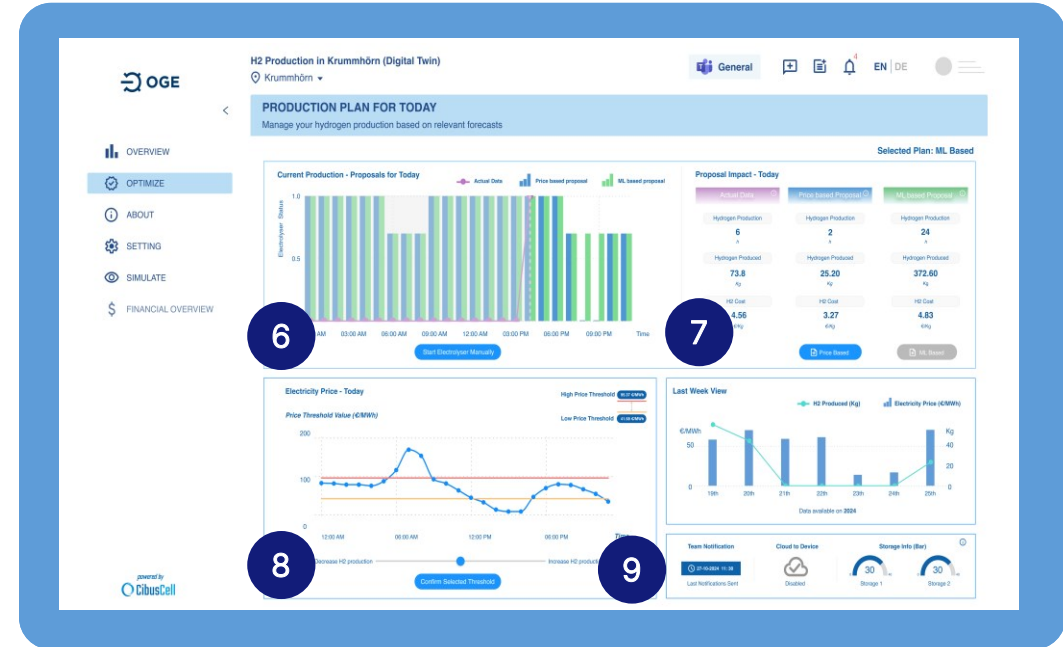 H2 Production in Krummhörn (Digital Twin)
Krummhörn
General
4
EN | DE
OGE
<
PRODUCTION PLAN FOR TODAY
Manage your hydrogen production based on relevant forecasts
OVERVIEW
OPTIMIZE
ABOUT
SETTING
SIMULATE
$ FINANCIAL OVERVIEW
powered by
CibusCell
Selected Plan: ML Based
Current Production - Proposals for Today
Actual Data
Price based proposal
ML based proposal
Electrolyser Status
1.0
0.5
AM 03:00 AM 06:00 AM 09:00 AM 12:00 AM 03:00 PM 06:00 PM 09:00 PM Time
Start Electrolyser Manually
6
Proposal Impact - Today
Actual Data Price based Proposal ML based Proposal
Hydrogen Production Hydrogen Production Hydrogen Production
6 2 24
Hydrogen Produced Hydrogen Produced Hydrogen Produced
73.8 25.20 372.60
Kg Kg Kg
H2 Cost H2 Cost
4.56 3.27 4.83
€/Kg €/Kg €/Kg
Price Based ML Based
7
Electricity Price - Today
High Price Threshold
Low Price Threshold
Price Threshold Value (€/MWh)
200
100
0
12:00 AM 06:00 AM 12:00 PM 06:00 PM
Decrease H2 production
Increase H2 production
Confirm Selected Threshold
8
Last Week View
H2 Produced (Kg)
Electricity Price (€/MWh)
€/MWh Kg
50 40
20
0 0
19th 20th 21th 22th 23th 24th 25th
Data available on 2024
9
Team Notification Cloud to Device Storage Info (Bar)
27-10-2024
Last Notifications Sent
Disabled
30 30
Storage 1 Storage 2